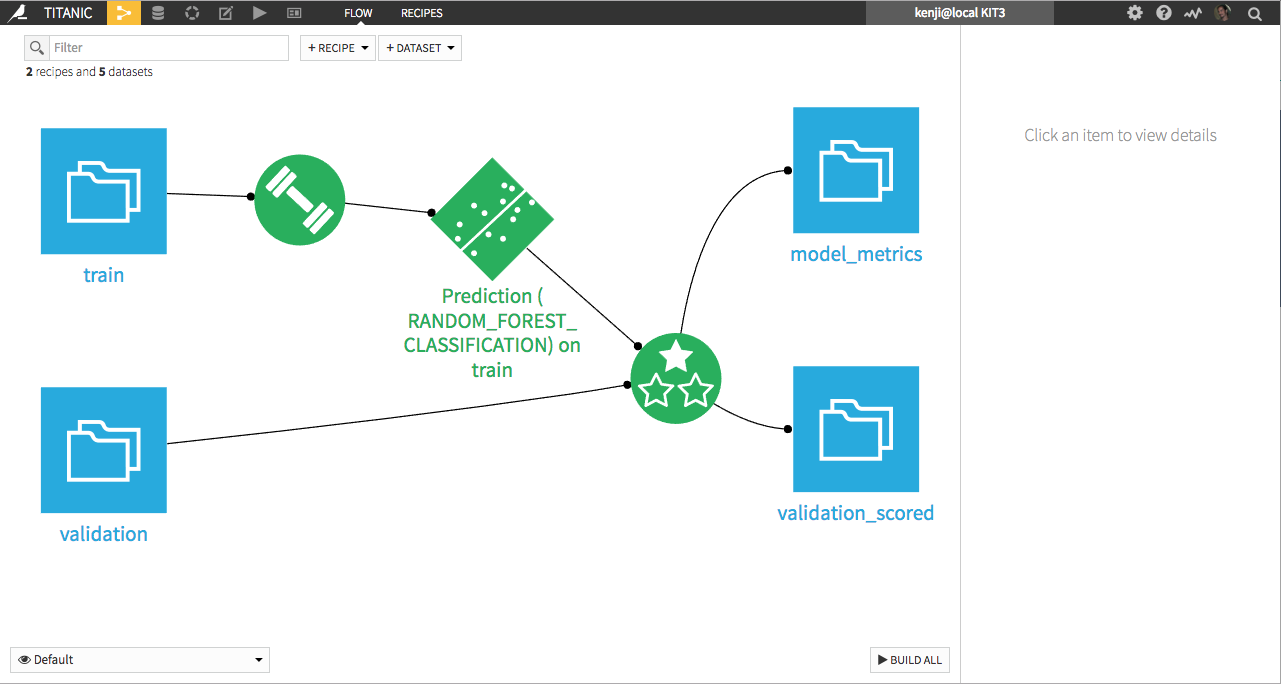 TITANIC
FLOW
RECIPES
kenji@local KIT3
Filter
+ RECIPE
+ DATASET
2 recipes and 5 datasets
Click an item to view details
train
Prediction (
RANDOM_FOREST_
CLASSIFICATION) on
train
model_metrics
validation
validation_scored
Default
BUILD ALL